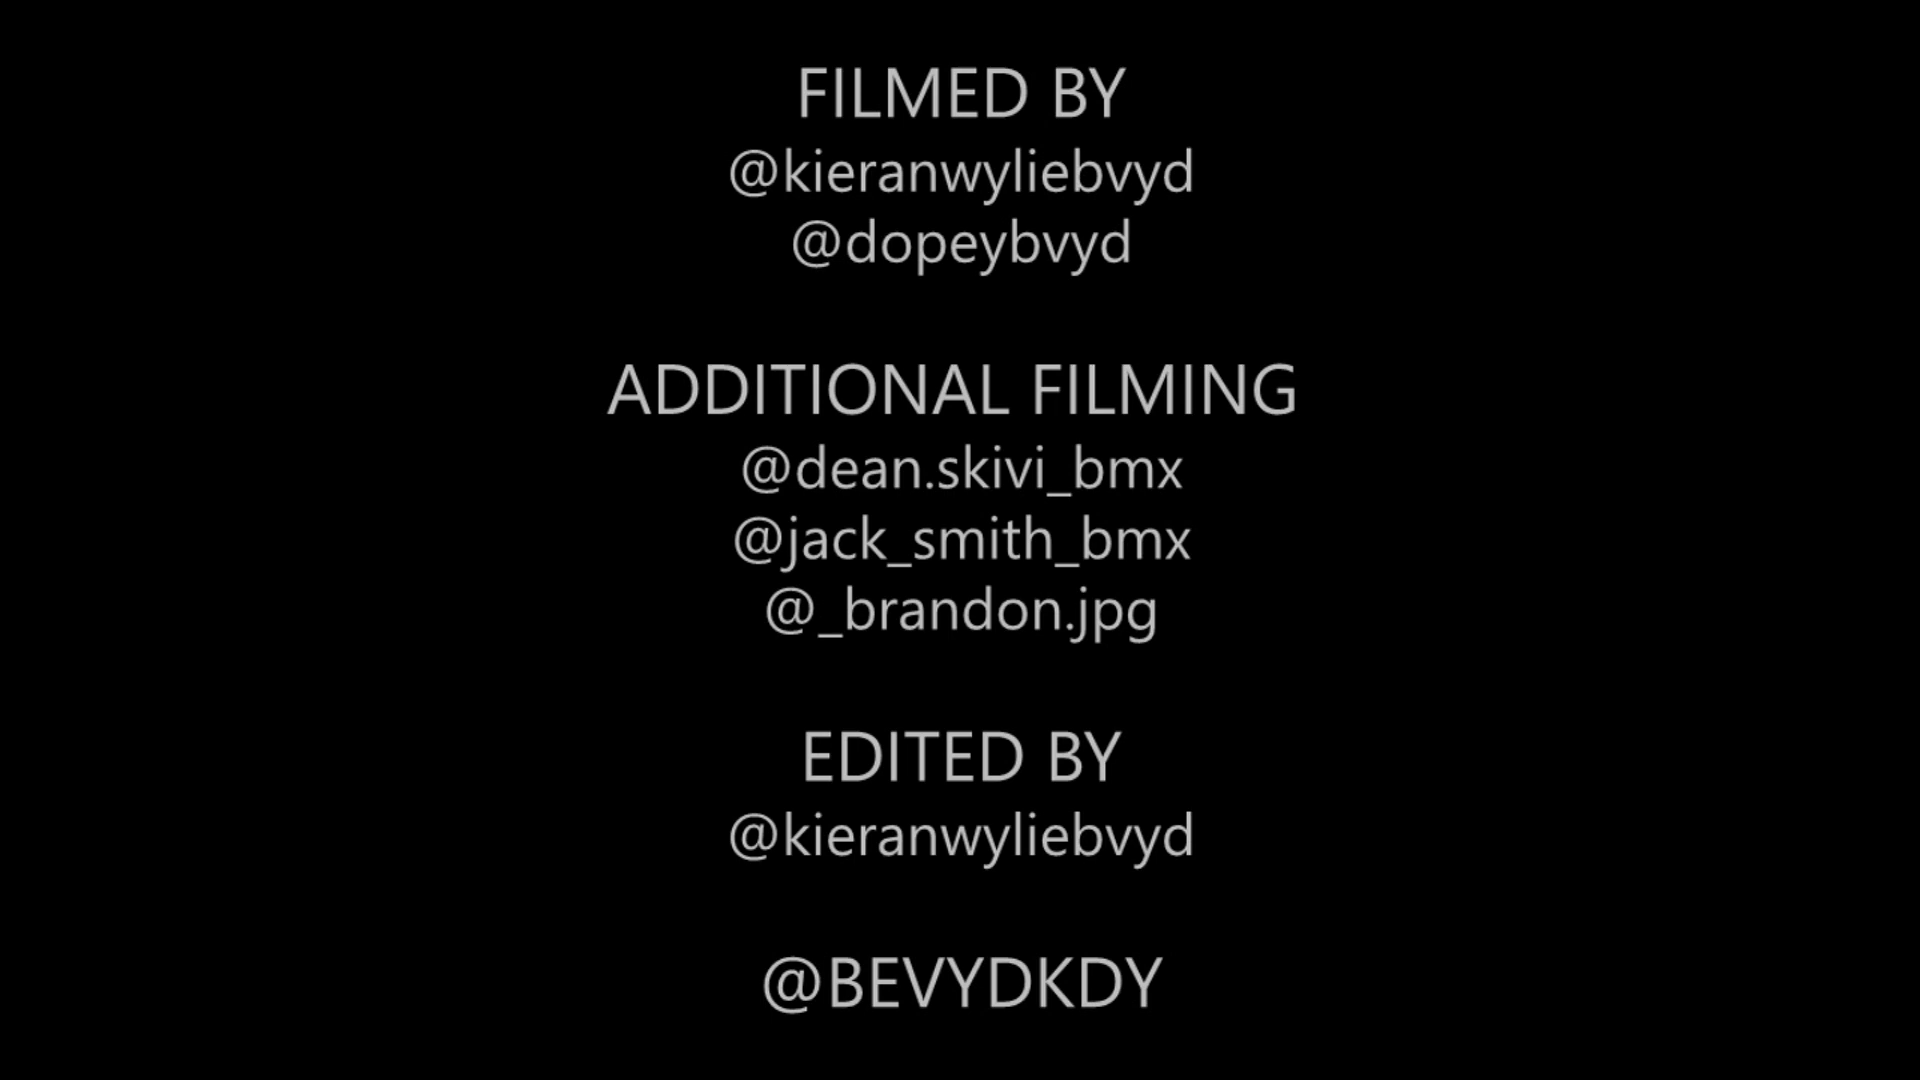 FILMED BY
@kieranwyliebvyd
@dopeybvyd
ADDITIONAL FILMING
@dean.skivi_bmx
@jack_smith_bmx
@_brandon.jpg
EDITED BY
@kieranwyliebvyd
@BEVYDKDY